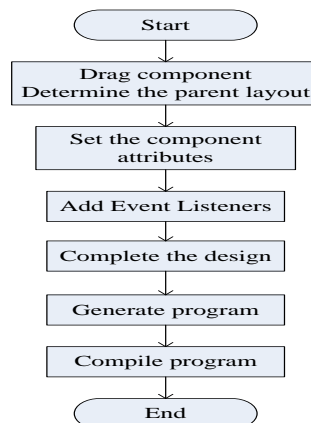 Start
Drag component
Determine the parent layout
Set the component
attributes
Add Event Listeners
Complete the design
Generate program
Compile program
End